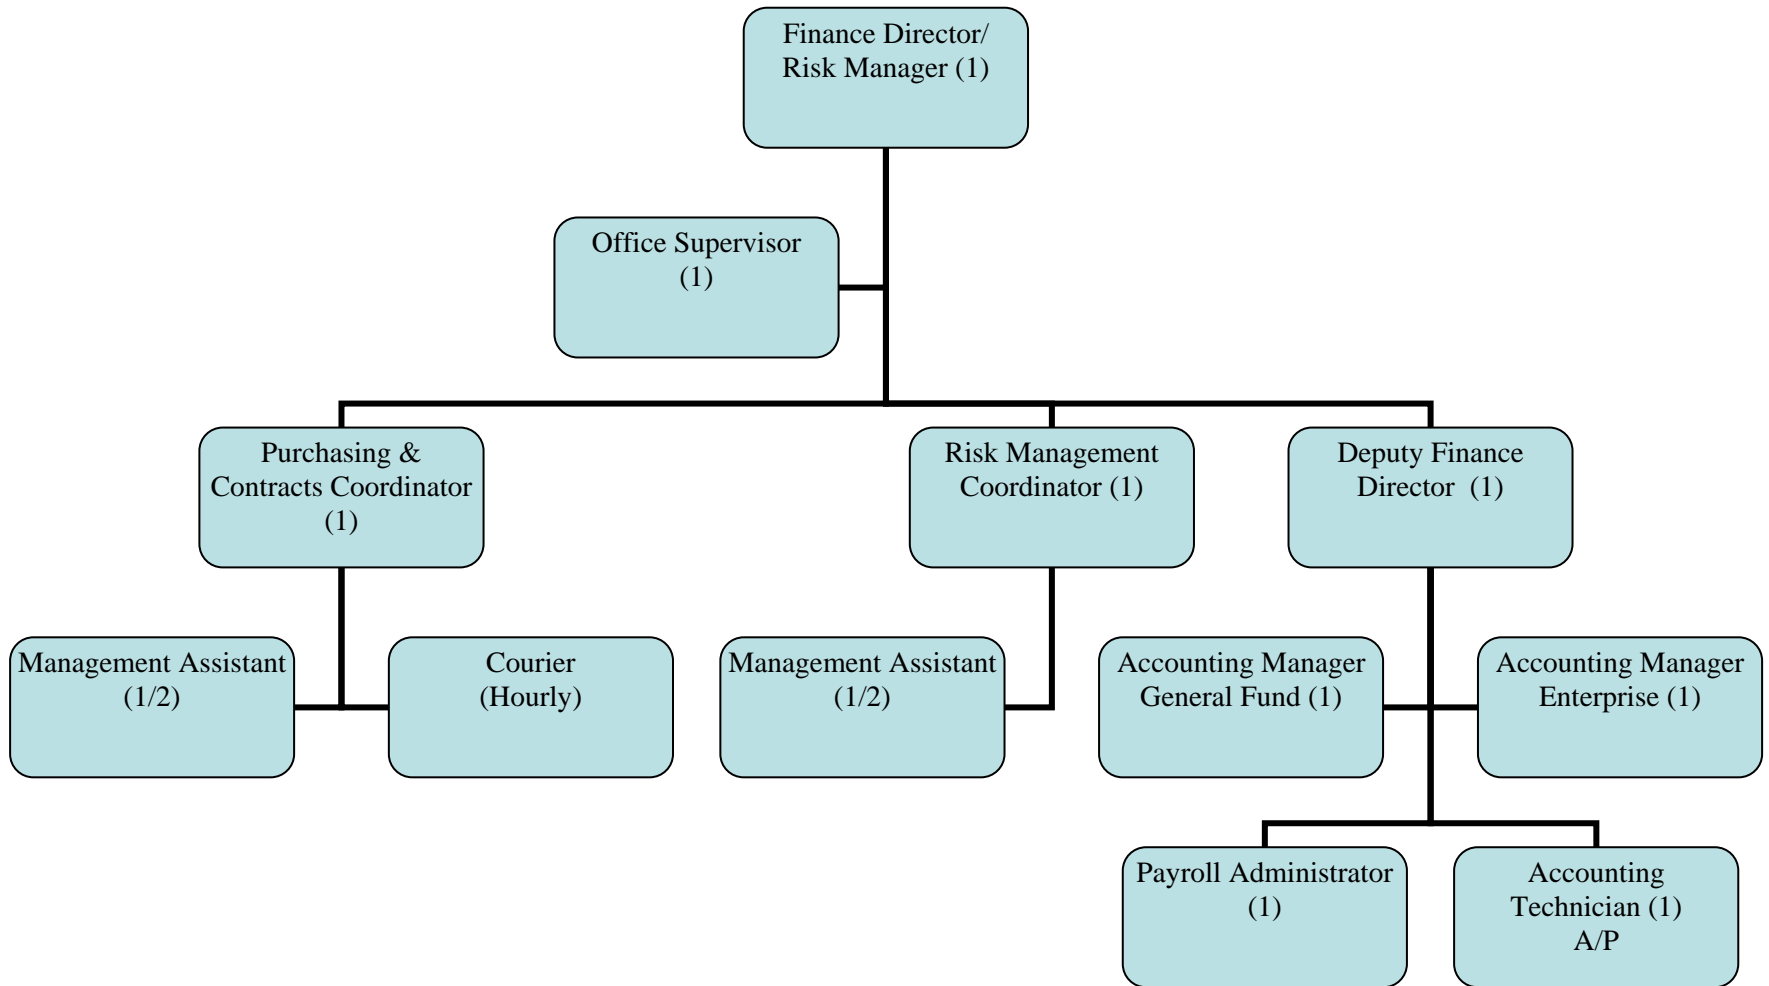 Finance Director/
Risk Manager (1)
Office Supervisor
(1)
Purchasing &
Contracts Coordinator
(1)
Risk Management
Coordinator (1)
Deputy Finance
Director  (1)
Management Assistant
(1/2)
Courier
(Hourly)
Management Assistant
(1/2)
Accounting Manager
General Fund (1)
Accounting Manager
Enterprise (1)
Payroll Administrator
(1)
Accounting
Technician (1)
A/P